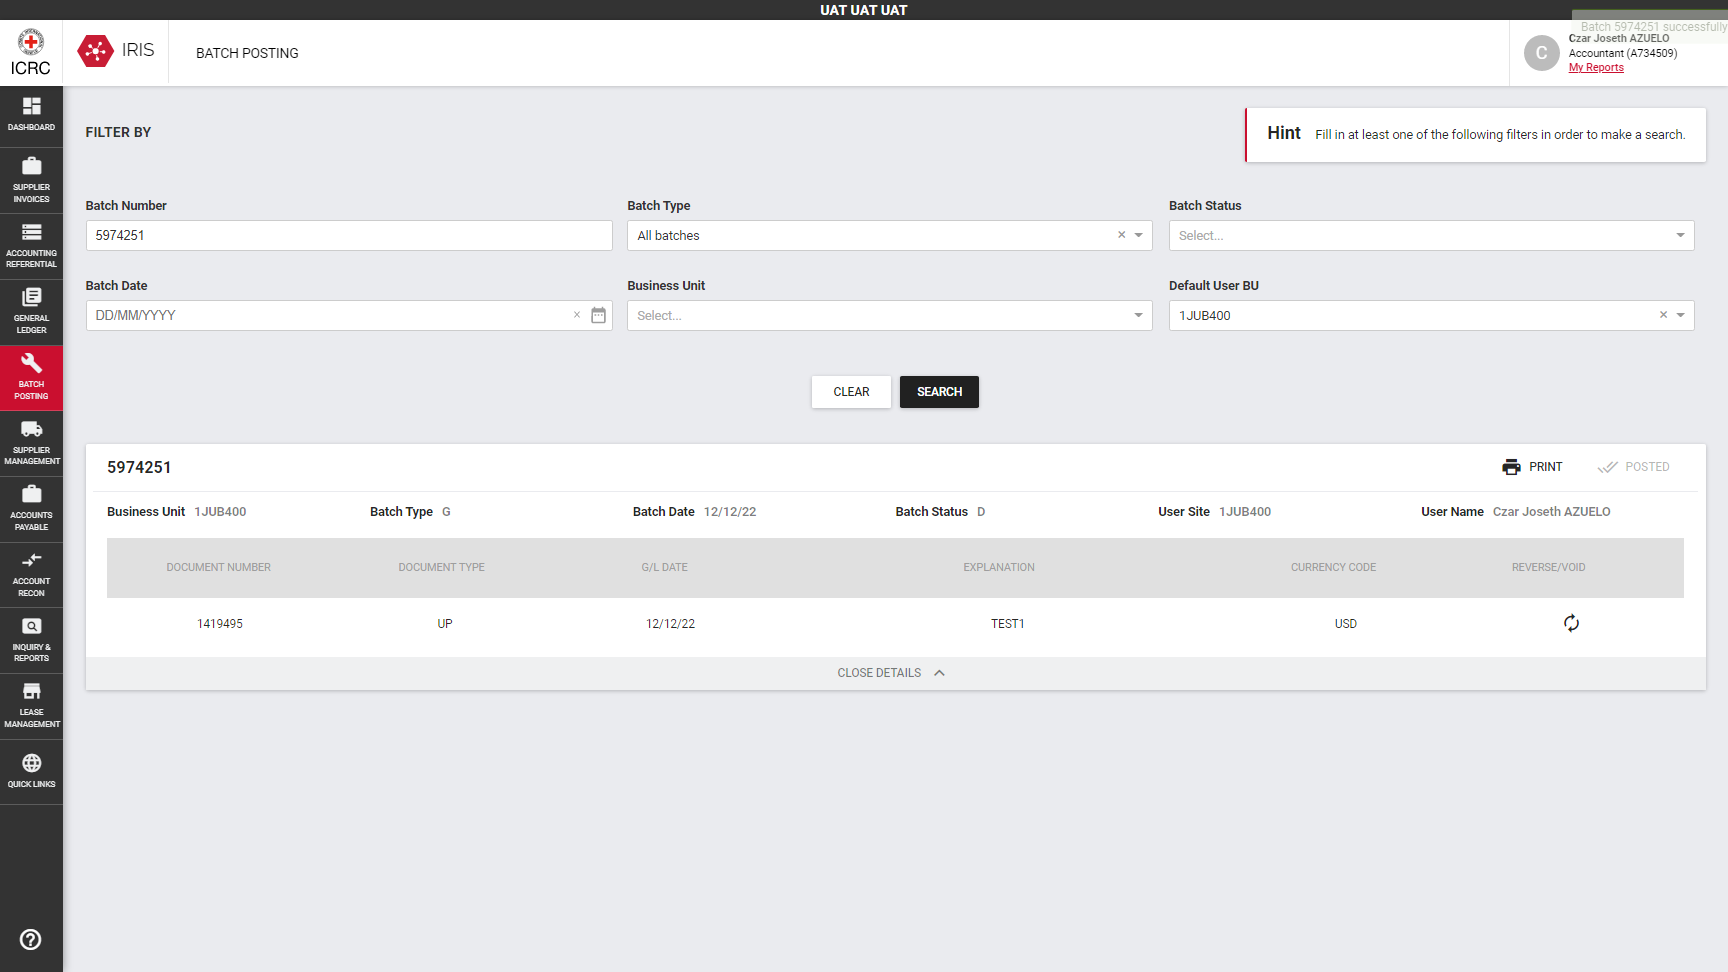 UAT UAT UAT
Batch 5974251 successfully
ICRC
IRIS
BATCH POSTING
C
Czar Joseth AZUELO
Accountant (A734509)
My Reports
DASHBOARD
SUPPLIER
INVOICES
ACCOUNTING
REFERENTIAL
GENERAL
LEDGER
BATCH
POSTING
SUPPLIER
MANAGEMENT
ACCOUNTS
PAYABLE
ACCOUNT
RECON
INQUIRY &
REPORTS
LEASE
MANAGEMENT
QUICK LINKS
FILTER BY
Hint Fill in at least one of the following filters in order to make a search.
Batch Number Batch Type Batch Status
5974251 All batches Select...
Batch Date Business Unit Default User BU
DD/MM/YYYY Select... 1JUB400
CLEAR SEARCH
5974251 PRINT POSTED
Business Unit 1JUB400 Batch Type G Batch Date 12/12/22 Batch Status D User Site 1JUB400 User Name Czar Joseth AZUELO
DOCUMENT NUMBER DOCUMENT TYPE G/L DATE EXPLANATION CURRENCY CODE REVERSE/VOID
1419495 UP 12/12/22 TEST1 USD
CLOSE DETAILS